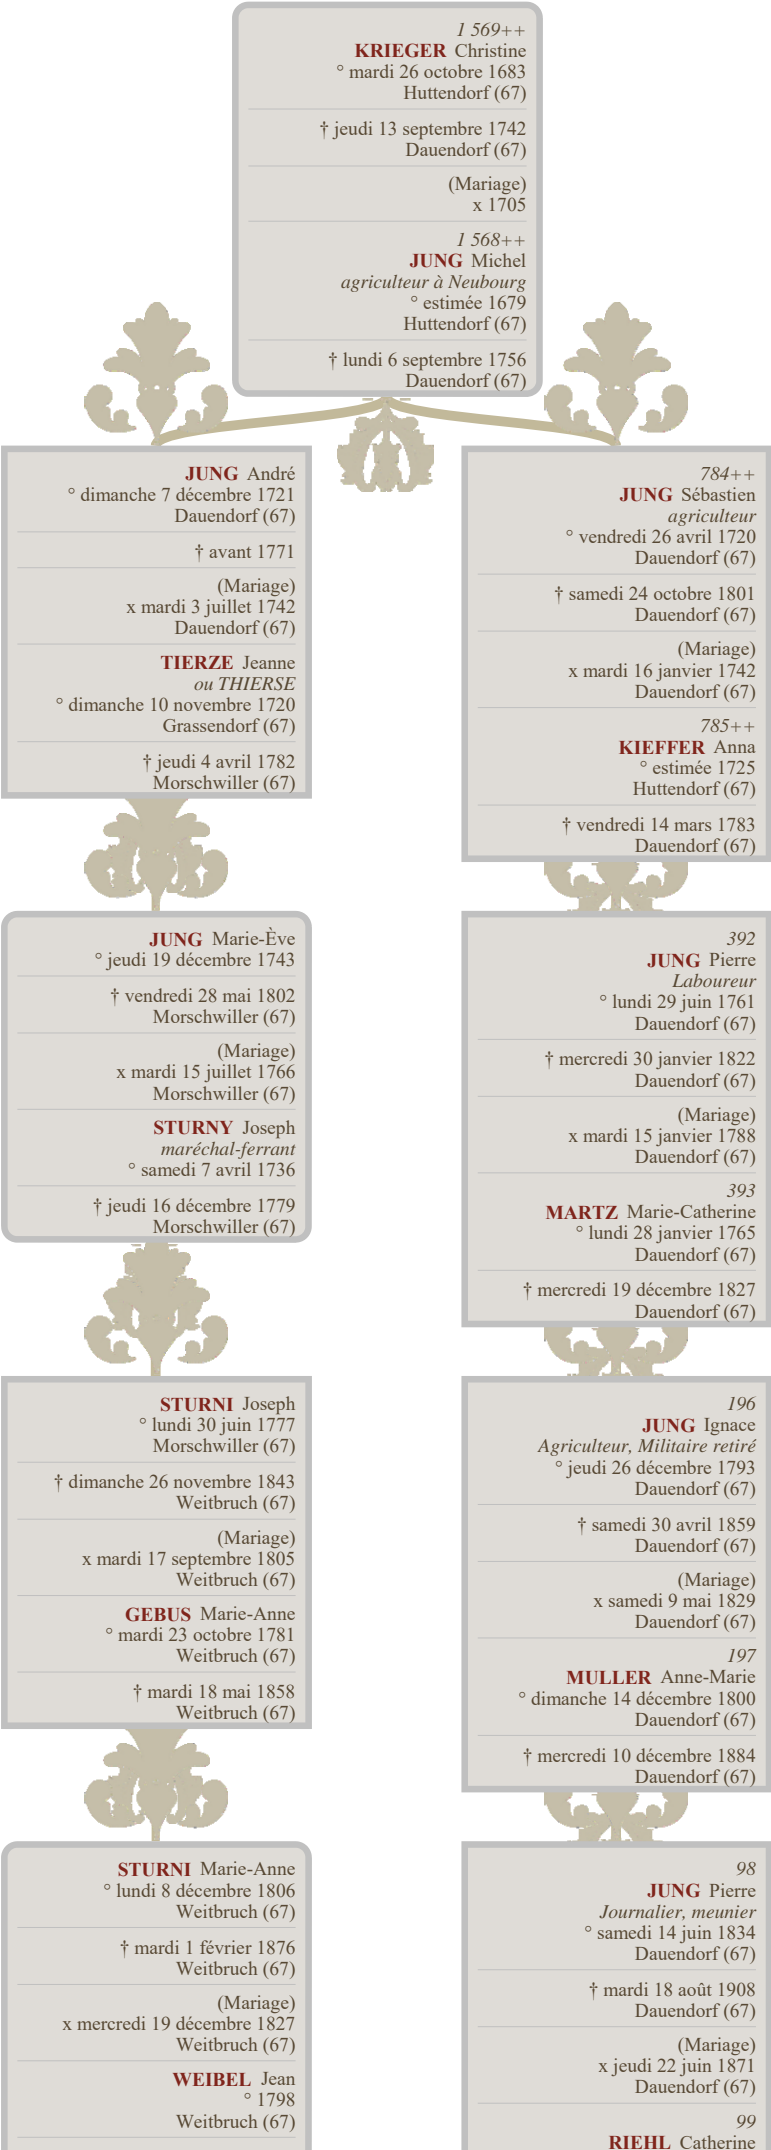 1 569++
KRIEGER Christine
° mardi 26 octobre 1683
Huttendorf (67)
† jeudi 13 septembre 1742
Dauendorf (67)
(Mariage)
x 1705
1 568++
JUNG Michel
agriculteur à Neubourg
° estimée 1679
Huttendorf (67)
† lundi 6 septembre 1756
Dauendorf (67)
JUNG André
° dimanche 7 décembre 1721
Dauendorf (67)
† avant 1771
(Mariage)
x mardi 3 juillet 1742
Dauendorf (67)
TIERZE Jeanne
ou THIERSE
° dimanche 10 novembre 1720
Grassendorf (67)
† jeudi 4 avril 1782
Morschwiller (67)
784++
JUNG Sébastien
agriculteur
° vendredi 26 avril 1720
Dauendorf (67)
† samedi 24 octobre 1801
Dauendorf (67)
(Mariage)
x mardi 16 janvier 1742
Dauendorf (67)
785++
KIEFFER Anna
° estimée 1725
Huttendorf (67)
† vendredi 14 mars 1783
Dauendorf (67)
JUNG Marie-Ève
° jeudi 19 décembre 1743
† vendredi 28 mai 1802
Morschwiller (67)
(Mariage)
x mardi 15 juillet 1766
Morschwiller (67)
STURNY Joseph
maréchal-ferrant
° samedi 7 avril 1736
† jeudi 16 décembre 1779
Morschwiller (67)
392
JUNG Pierre
Laboureur
° lundi 29 juin 1761
Dauendorf (67)
† mercredi 30 janvier 1822
Dauendorf (67)
(Mariage)
x mardi 15 janvier 1788
Dauendorf (67)
393
MARTZ Marie-Catherine
° lundi 28 janvier 1765
Dauendorf (67)
† mercredi 19 décembre 1827
Dauendorf (67)
STURNI Joseph
° lundi 30 juin 1777
Morschwiller (67)
† dimanche 26 novembre 1843
Weitbruch (67)
(Mariage)
x mardi 17 septembre 1805
Weitbruch (67)
GEBUS Marie-Anne
° mardi 23 octobre 1781
Weitbruch (67)
† mardi 18 mai 1858
Weitbruch (67)
196
JUNG Ignace
Agriculteur, Militaire retiré
° jeudi 26 décembre 1793
Dauendorf (67)
† samedi 30 avril 1859
Dauendorf (67)
(Mariage)
x samedi 9 mai 1829
Dauendorf (67)
197
MULLER Anne-Marie
° dimanche 14 décembre 1800
Dauendorf (67)
† mercredi 10 décembre 1884
Dauendorf (67)
STURNI Marie-Anne
° lundi 8 décembre 1806
Weitbruch (67)
† mardi 1 février 1876
Weitbruch (67)
(Mariage)
x mercredi 19 décembre 1827
Weitbruch (67)
WEIBEL Jean
° 1798
Weitbruch (67)
98
JUNG Pierre
Journalier, meunier
° samedi 14 juin 1834
Dauendorf (67)
† mardi 18 août 1908
Dauendorf (67)
(Mariage)
x jeudi 22 juin 1871
Dauendorf (67)
99
RIEHL Catherine